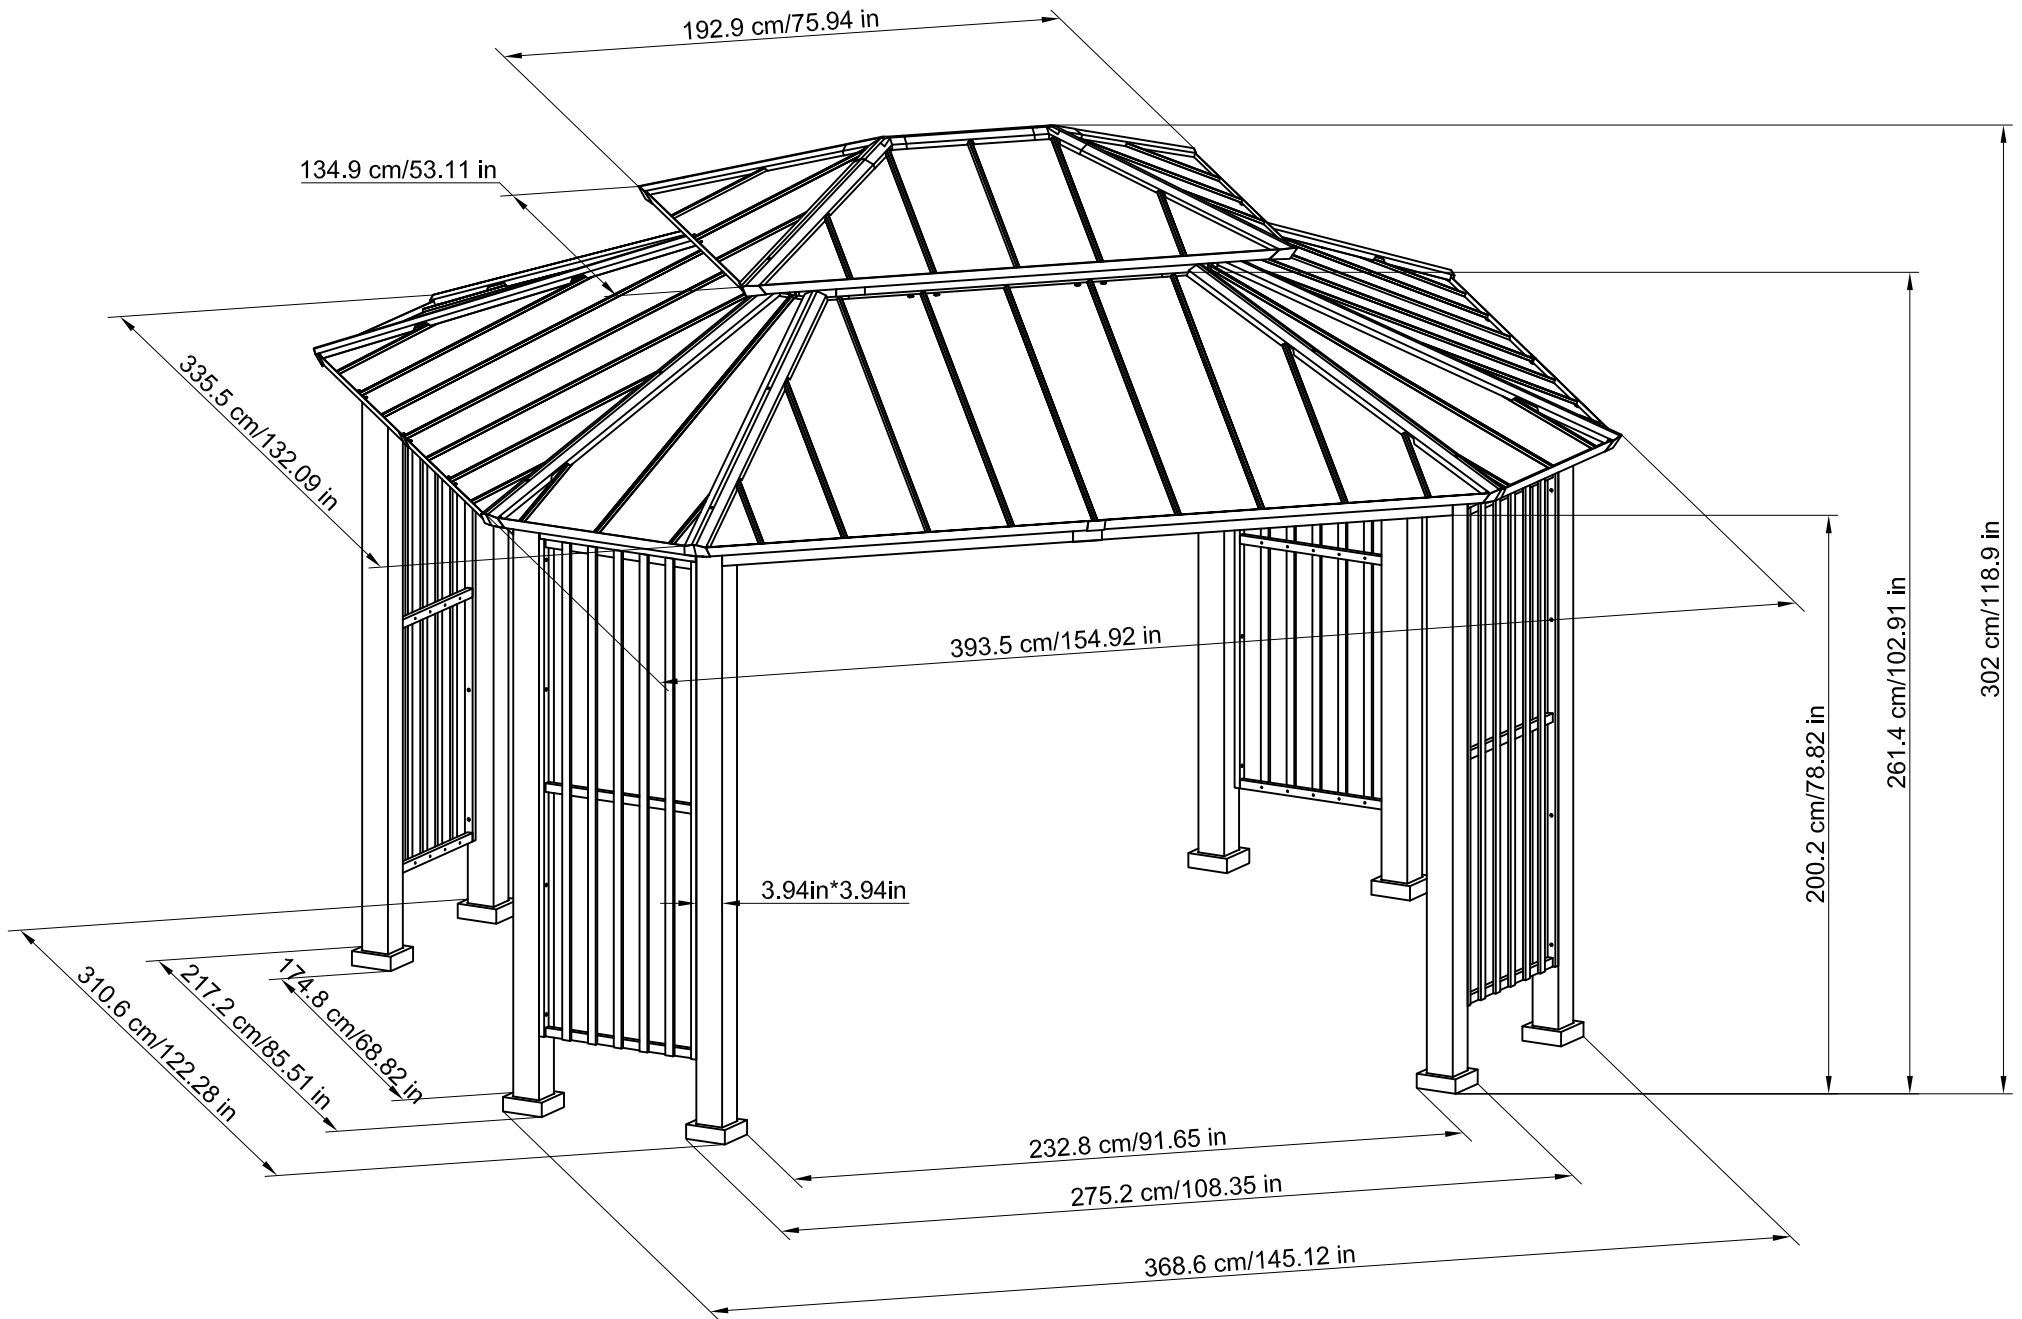 192.9 cm/75.94 in
134.9 cm/53.11 in
335.5 cm/132.09 in
393.5 cm/154.92 in
302 cm/118.9 in
261.4 cm/102.91 in
200.2 cm/78.82 in
3.94in*3.94in
174.8 cm/68.82 in
217.2 cm/85.51 in
310.6 cm/122.28 in
232.8 cm/91.65 in
275.2 cm/108.35 in
368.6 cm/145.12 in